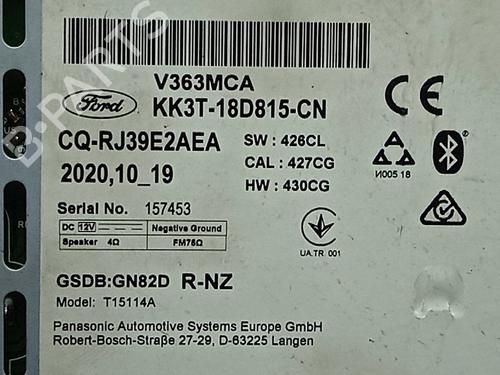 V363MCA
Ford KK3T-18D815-CN
CQ-RJ39E2AEA
2020,10_19
SW : 426CL
CAL : 427CG
HW : 430CG
И005 18
Serial No. 157453
DC 12V Negative Ground
Speaker 4Ω FM75Ω
UA.TR. 001
GSDB:GN82D R-NZ
Model: T15114A
Panasonic Automotive Systems Europe GmbH
Robert-Bosch-Straße 27-29, D-63225 Langen
B-PARTS